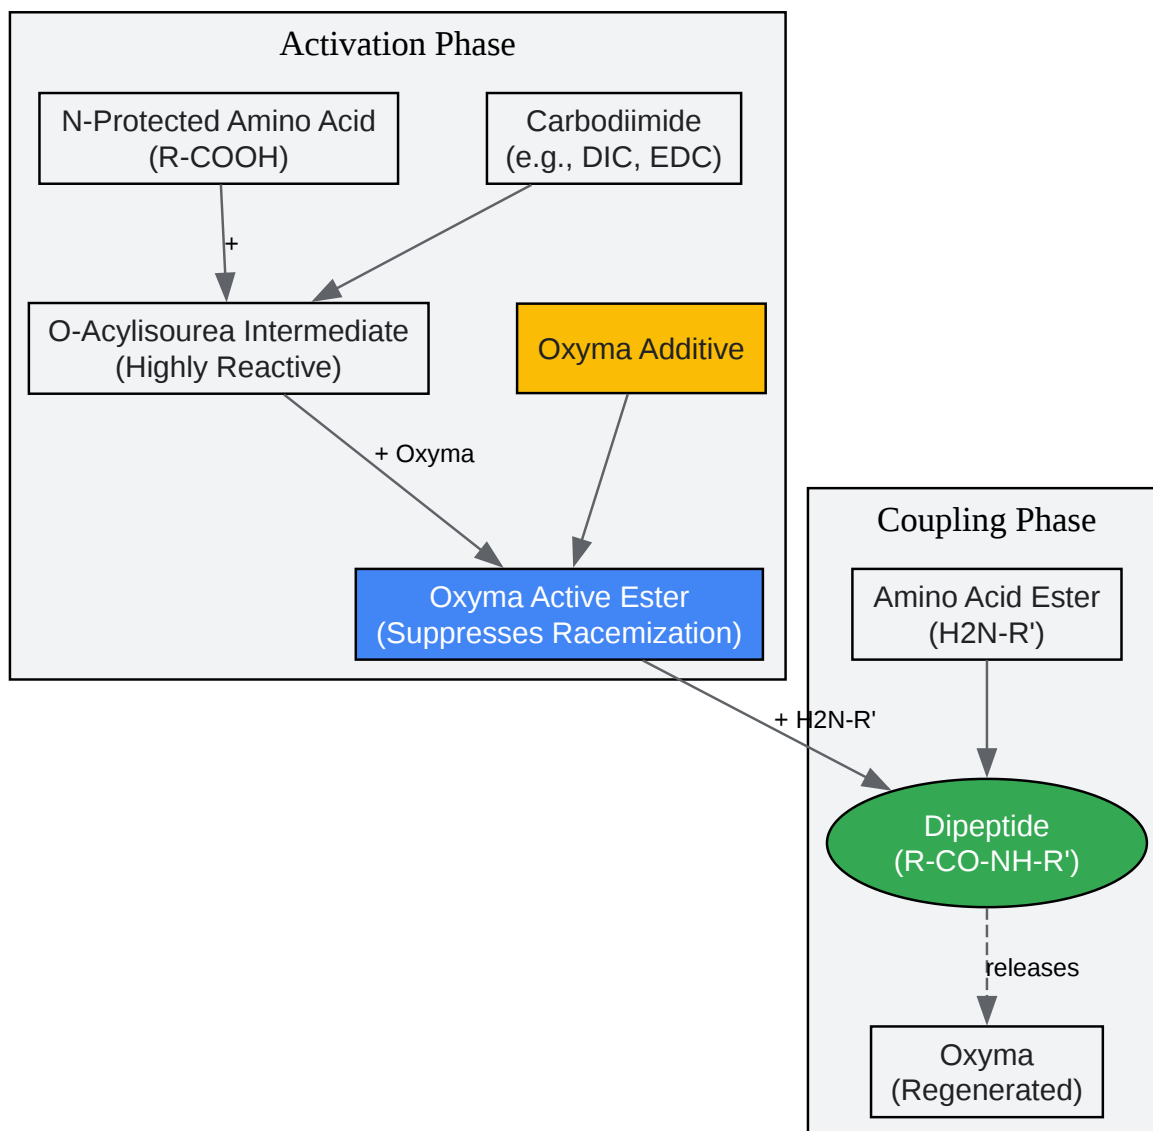 Activation Phase
N-Protected Amino Acid
(R-COOH)
Carbodiimide
(e.g., DIC, EDC)
+
O-Acylisourea Intermediate
(Highly Reactive)
Oxyma Additive
+ Oxyma
Oxyma Active Ester
(Suppresses Racemization)
Coupling Phase
Amino Acid Ester
(H2N-R')
+ H2N-R'
Dipeptide
(R-CO-NH-R')
releases
Oxyma
(Regenerated)